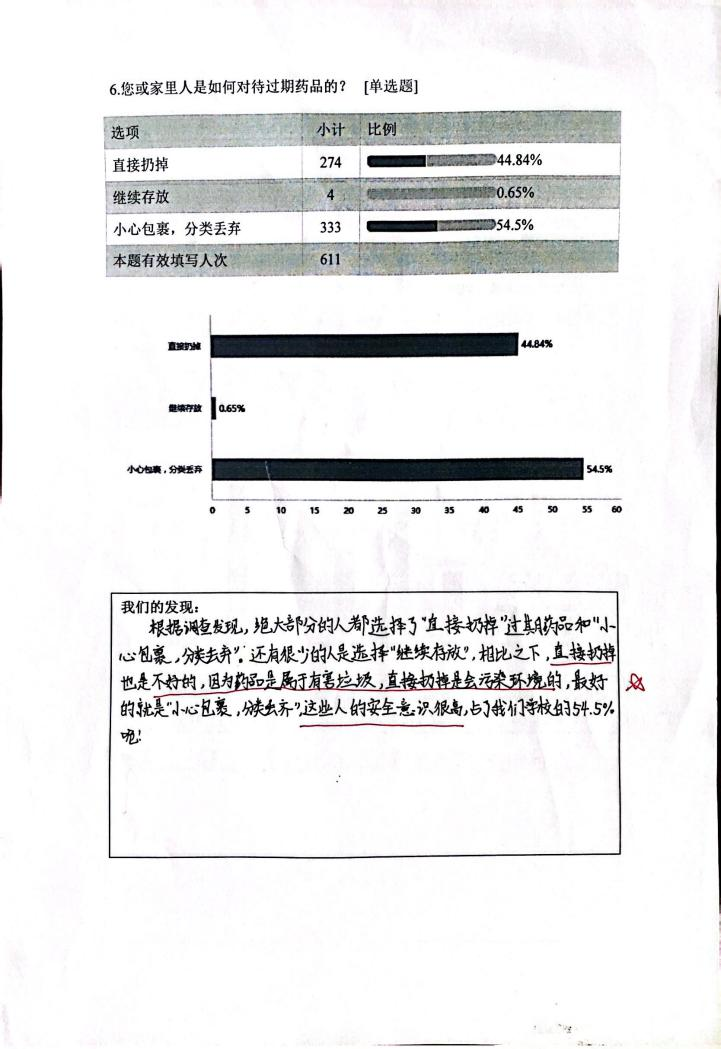 6.您或家里人是如何对待过期药品的? [单选题]
选项 小计 比例
直接扔掉 274 44.84%
继续存放 4 0.65%
小心包裹，分类丢弃 333 54.5%
本题有效填写人次 611
直接扔掉 44.84%
继续存放 0.65%
小心包裹，分类丢弃 54.5%
0 5 10 15 20 25 30 35 40 45 50 55 60
我们的发现：
根据调查发现，绝大部分的人都选择了“直接扔掉”过其期药品和“小
心包裹，分类去弃”。还有很少的人是选择“继续存放”，相比之下，直接扔掉
也是不好的，因为药品是属于有害垃圾，直接扔掉是会污染环境的，最好
的就是“小心包裹，分类去弃”，这些人的安全意识很高，占了我们学校的54.5%
呢！